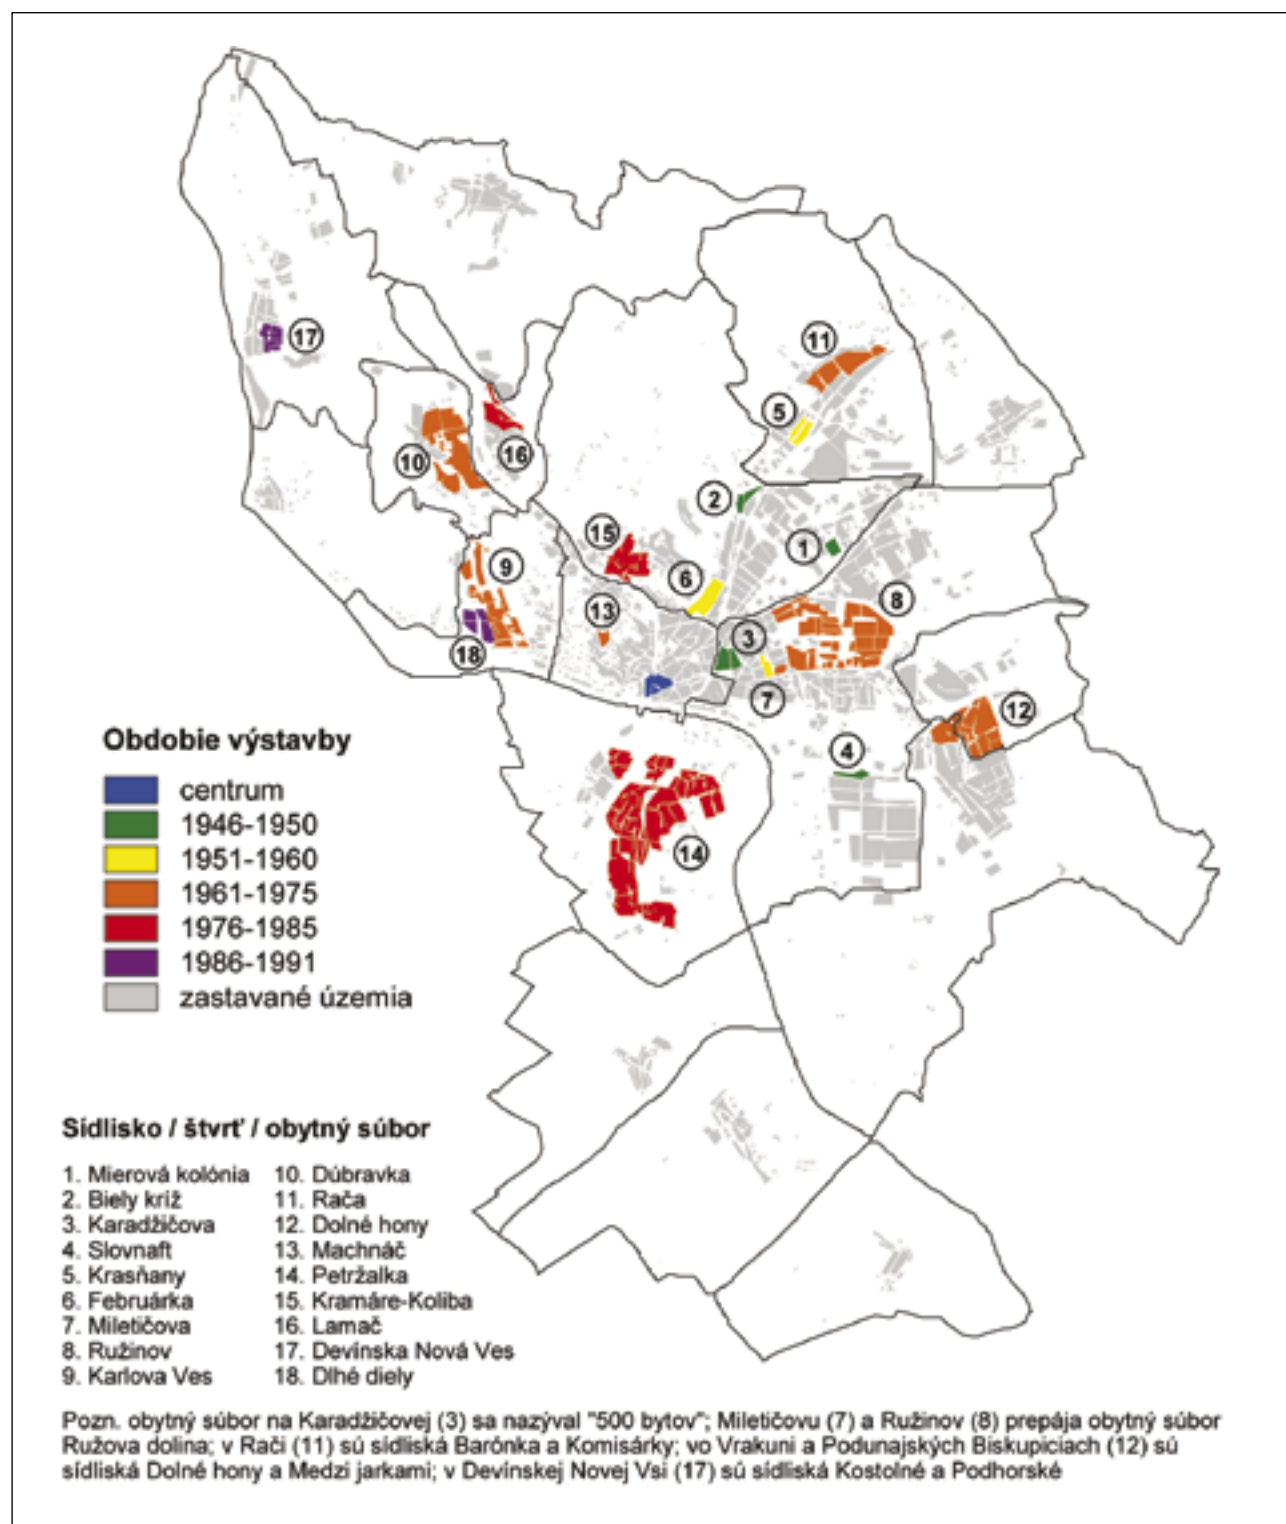 17
11
5
10
16
2
15
1
9
6
8
13
3
18
7
12
4
14
Obdobie výstavby
centrum
1946-1950
1951-1960
1961-1975
1976-1985
1986-1991
zastavané územia
Sídlisko / štvrť / obytný súbor
1. Mierová kolónia
2. Biely kríž
3. Karadžičova
4. Slovnaft
5. Krasňany
6. Februárka
7. Miletičova
8. Ružinov
9. Karlova Ves
10. Dúbravka
11. Rača
12. Dolné hony
13. Machnáč
14. Petržalka
15. Kramáre-Koliba
16. Lamač
17. Devínska Nová Ves
18. Dlhé diely
Pozn. obytný súbor na Karadžičovej (3) sa nazýval "500 bytov"; Miletičovu (7) a Ružinov (8) prepája obytný súbor
Ružova dolina; v Rači (11) sú sídliská Barónka a Komisárky; vo Vrakuni a Podunajských Biskupiciach (12) sú
sídliská Dolné hony a Medzi jarkami; v Devínskej Novej Vsi (17) sú sídliská Kostolné a Podhorské